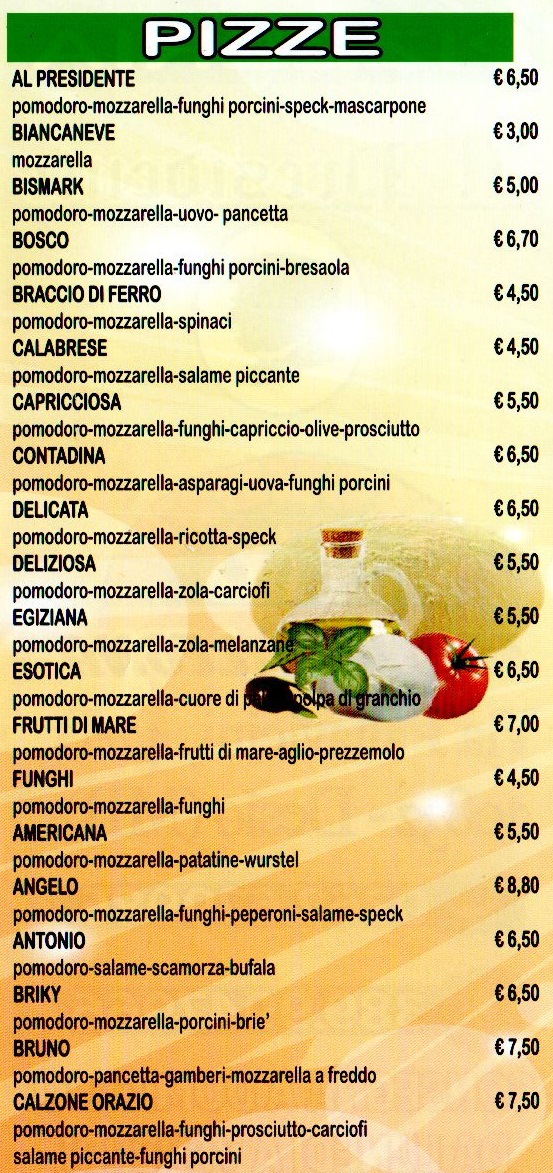 PIZZE
AL PRESIDENTE € 6,50
pomodoro-mozzarella-funghi porcini-speck-mascarpone
BIANCANEVE € 3,00
mozzarella
BISMARK € 5,00
pomodoro-mozzarella-uovo- pancetta
BOSCO € 6,70
pomodoro-mozzarella-funghi porcini-bresaola
BRACCIO DI FERRO € 4,50
pomodoro-mozzarella-spinaci
CALABRESE € 4,50
pomodoro-mozzarella-salame piccante
CAPRICCIOSA € 5,50
pomodoro-mozzarella-funghi-capriccio-olive-prosciutto
CONTADINA € 6,50
pomodoro-mozzarella-asparagi-uova-funghi porcini
DELICATA € 6,50
pomodoro-mozzarella-ricotta-speck
DELIZIOSA € 5,50
pomodoro-mozzarella-zola-carciofi
EGIZIANA € 5,50
pomodoro-mozzarella-zola-melanzane
ESOTICA € 6,50
pomodoro-mozzarella-cuore di polpa di granchio
FRUTTI DI MARE € 7,00
pomodoro-mozzarella-frutti di mare-aglio-prezzemolo
FUNGHI € 4,50
pomodoro-mozzarella-funghi
AMERICANA € 5,50
pomodoro-mozzarella-patatine-wurstel
ANGELO € 8,80
pomodoro-mozzarella-funghi-peperoni-salame-speck
ANTONIO € 6,50
pomodoro-salame-scamorza-bufala
BRIKY € 6,50
pomodoro-mozzarella-porcini-brie'
BRUNO € 7,50
pomodoro-pancetta-gamberi-mozzarella a freddo
CALZONE ORAZIO € 7,50
pomodoro-mozzarella-funghi-prosciutto-carciofi
salame piccante-funghi porcini